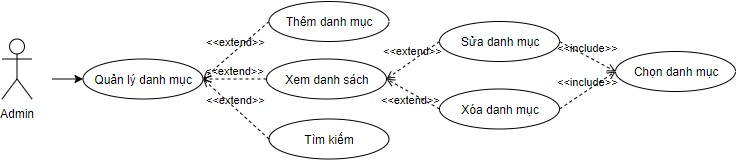 Thêm danh mục
<<extend>>
Sửa danh mục
<<extend>>
<<include>>
Quản lý danh mục
<<extend>>
Xem danh sách
Chọn danh mục
<<extend>>
<<extend>>
<<include>>
Xóa danh mục
Admin
Tìm kiếm